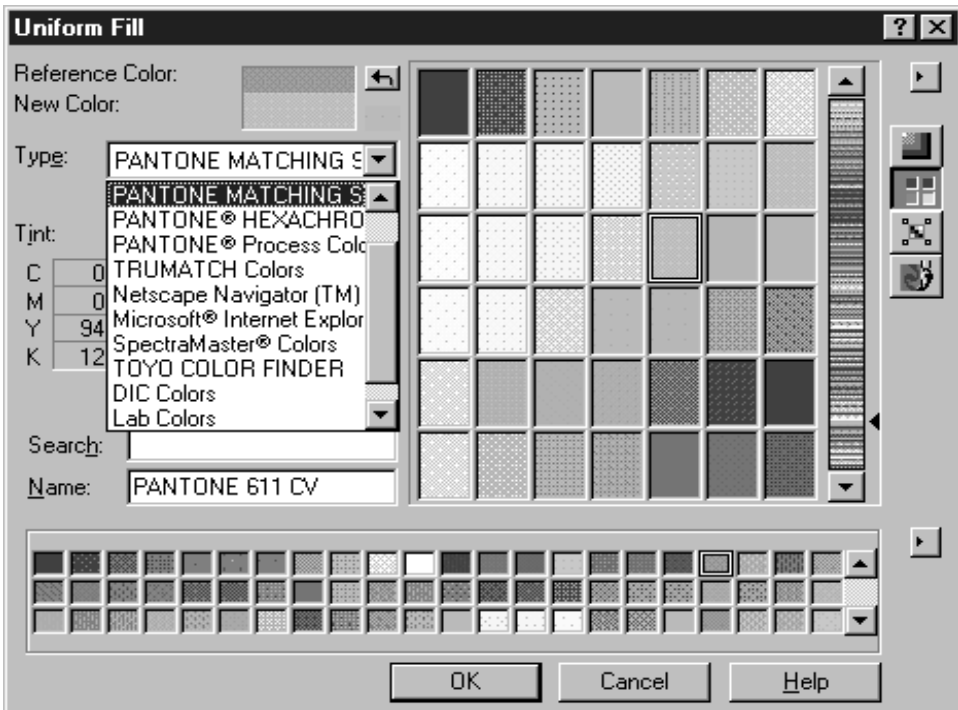 Uniform Fill
Reference Color:
New Color:
Type: PANTONE MATCHING S
PANTONE MATCHING S
PANTONE® HEXACHRO
PANTONE® Process Colo
TRUMATCH Colors
Netscape Navigator (TM)
Microsoft® Internet Explor
SpectraMaster® Colors
TOYO COLOR FINDER
DIC Colors
Lab Colors
Tint:
C 0
M 0
Y 94
K 12
Search:
Name: PANTONE 611 CV
OK Cancel Help